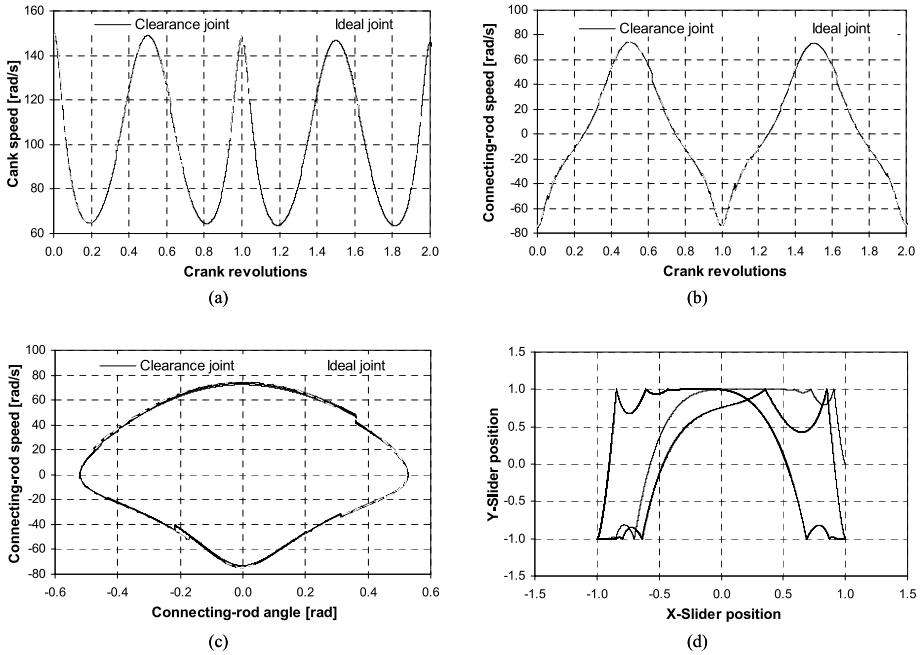 160
140
120
100
80
60
Cank speed [rad/s]
Clearance joint
Ideal joint
0.0 0.2 0.4 0.6 0.8 1.0 1.2 1.4 1.6 1.8 2.0
Crank revolutions
(a)
100
80
60
40
20
0
-20
-40
-60
-80
Connecting-rod speed [rad/s]
Clearance joint
Ideal joint
0.0 0.2 0.4 0.6 0.8 1.0 1.2 1.4 1.6 1.8 2.0
Crank revolutions
(b)
100
80
60
40
20
0
-20
-40
-60
-80
Connecting-rod speed [rad/s]
Clearance joint
Ideal joint
-0.6 -0.4 -0.2 0.0 0.2 0.4 0.6
Connecting-rod angle [rad]
(c)
1.5
1.0
0.5
0.0
-0.5
-1.0
-1.5
Y-Slider position
-1.5 -1.0 -0.5 0.0 0.5 1.0 1.5
X-Slider position
(d)